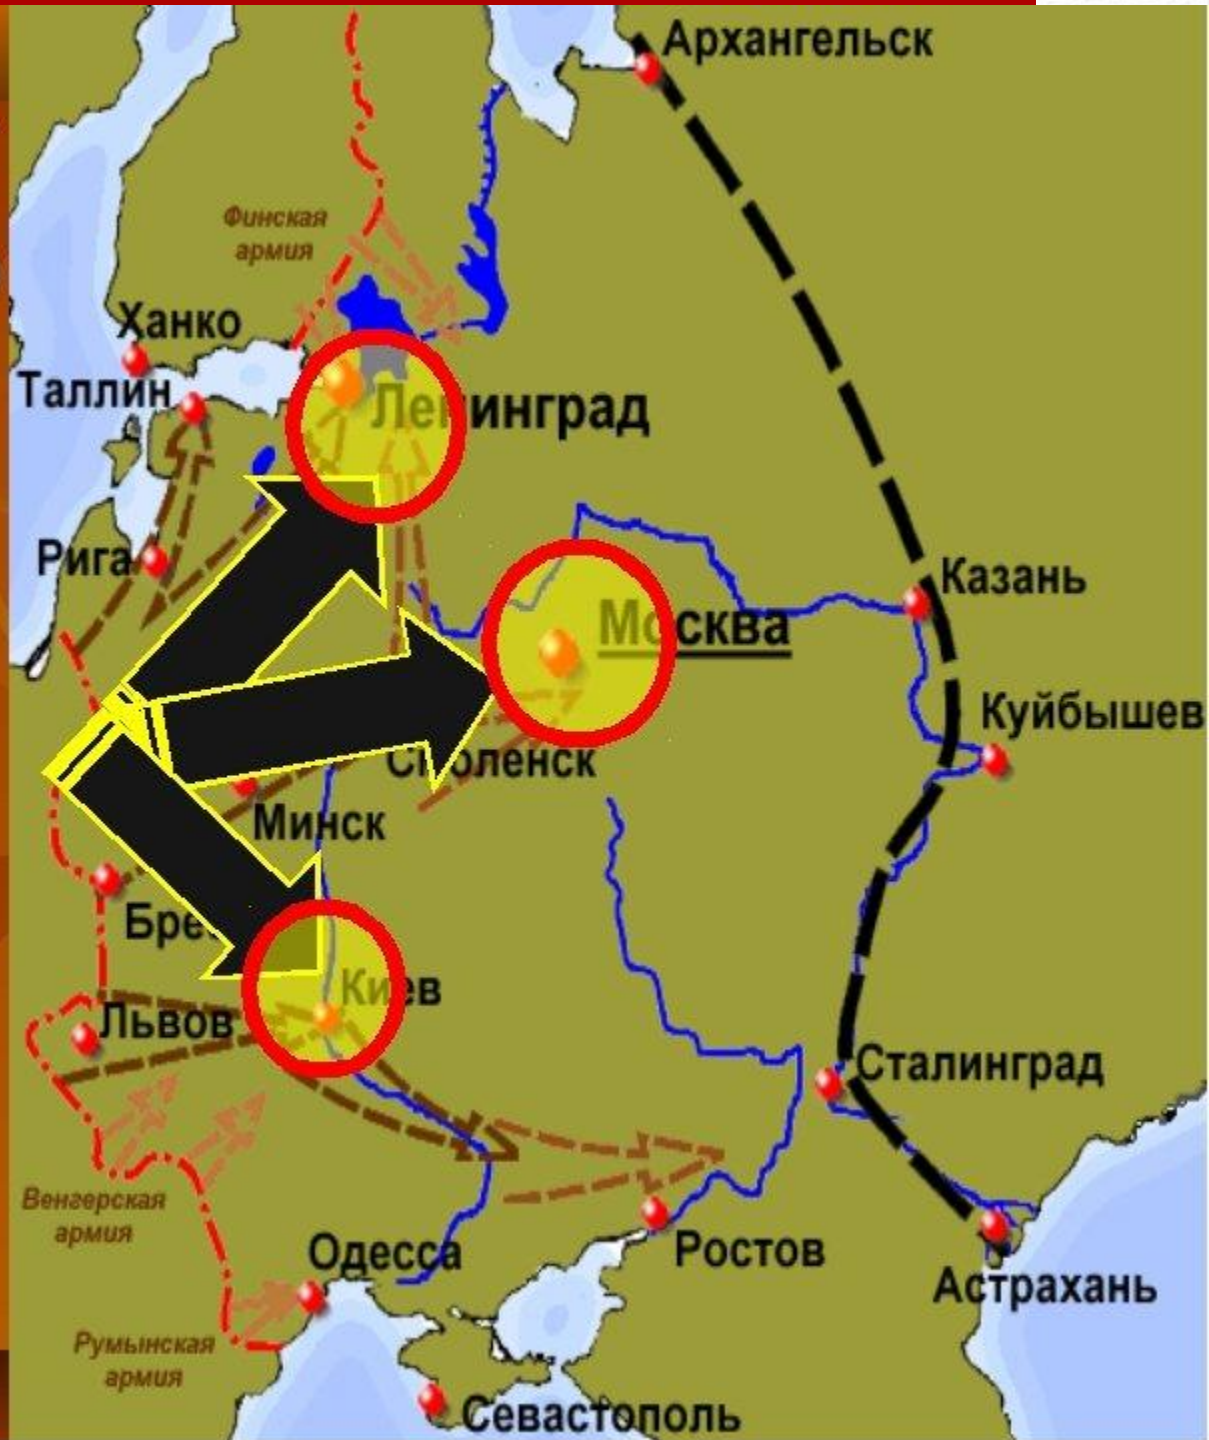 Архангельск
Финская
армия
Ханко
Таллин
Ленинград
Рига
Казань
Москва
Куйбышев
Смоленск
Минск
Бре
Киев
Львов
Сталинград
Венгерская
армия
Одесса
Ростов
Астрахань
Румынская
армия
Севастополь